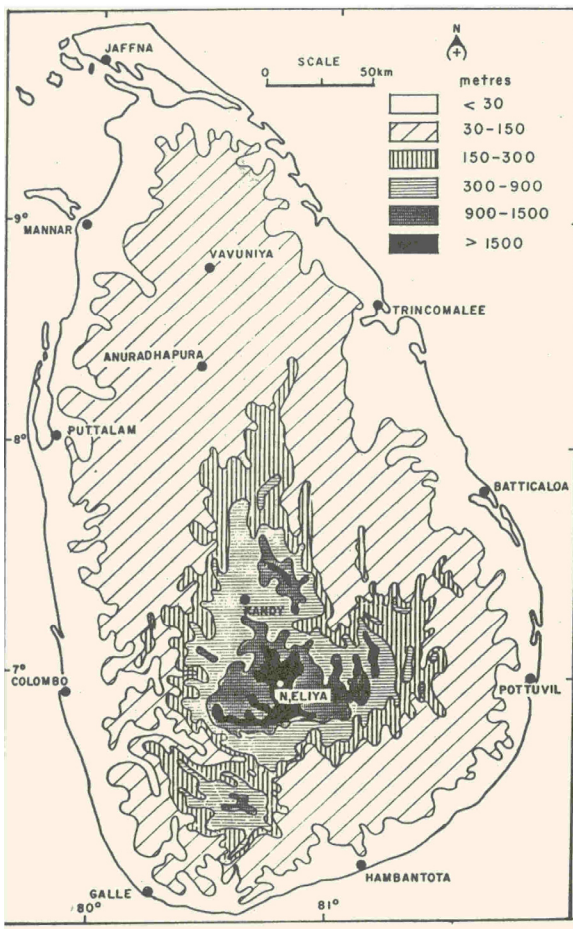 JAFFNA
SCALE
0 50km
N
metres
< 30
30-150
150-300
300-900
900-1500
> 1500
9°
MANNAR
VAVUNIYA
TRINCOMALEE
ANURADHAPURA
8°
PUTTALAM
BATTICALOA
KANDY
7°
COLOMBO
N,ELIYA
POTTUVIL
HAMBANTOTA
GALLE
80°
81°